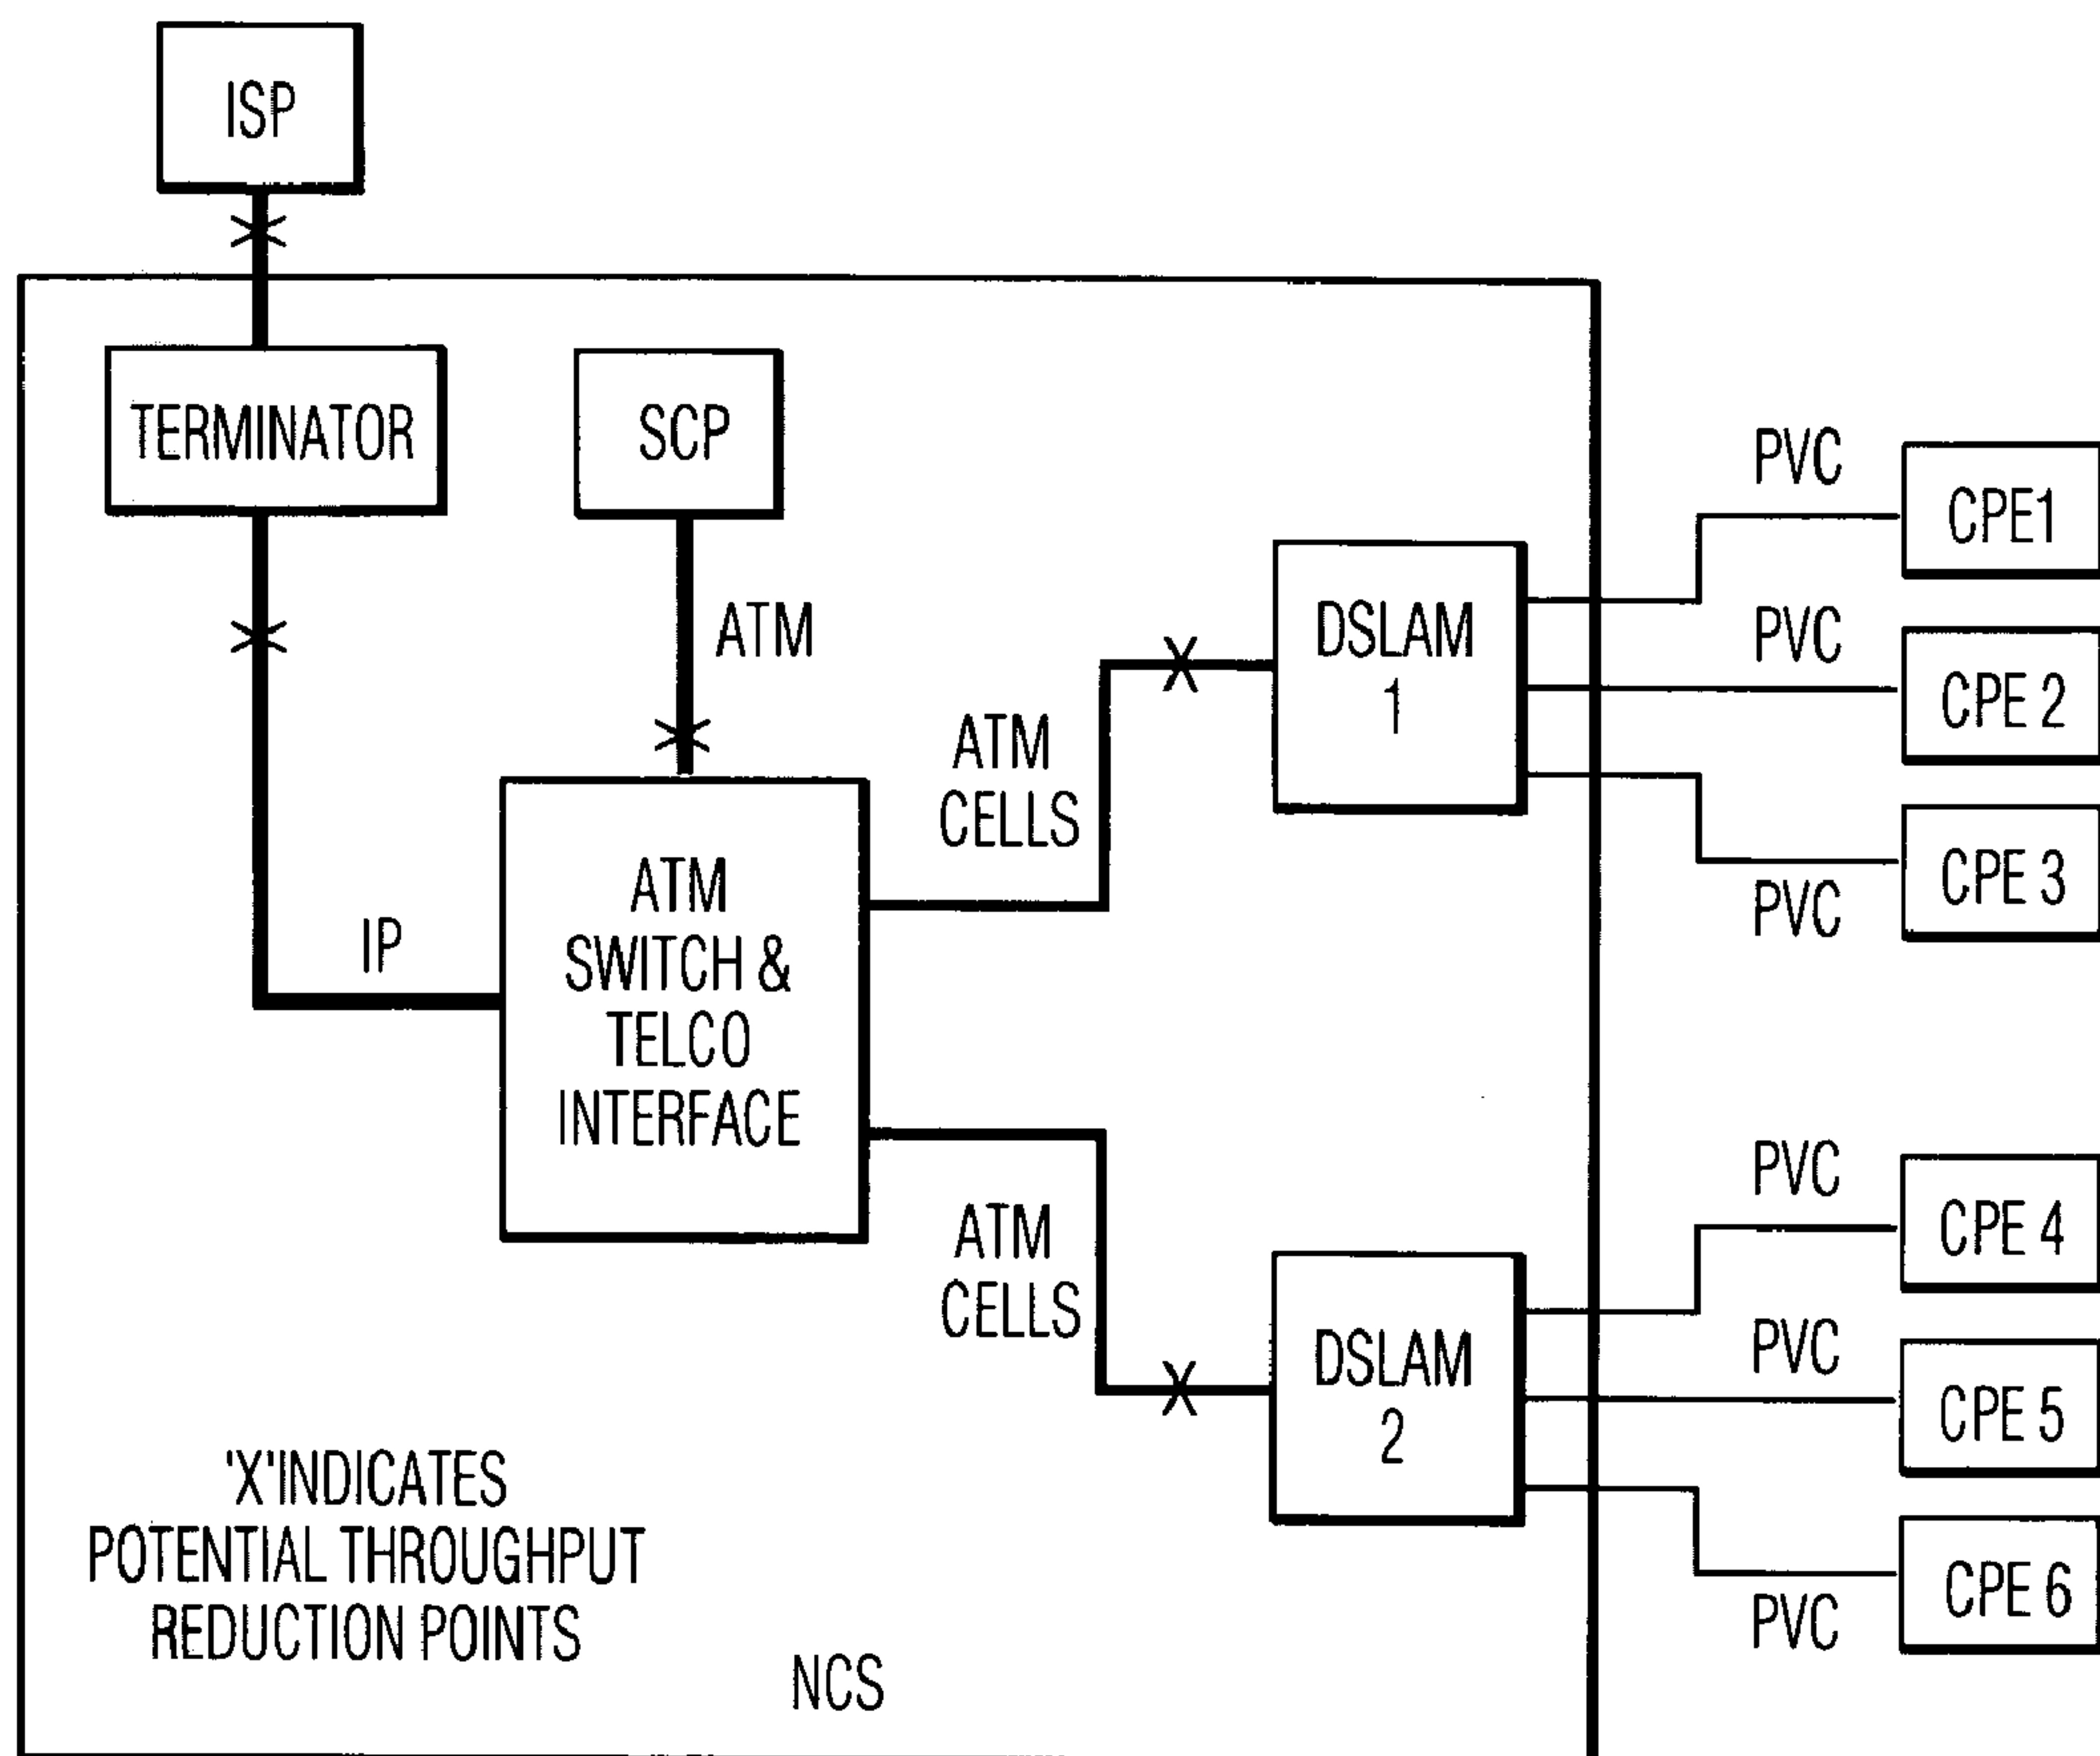 ISP
TERMINATOR
SCP
ATM
IP
ATM
SWITCH &
TELCO
INTERFACE
ATM
CELLS
ATM
CELLS
DSLAM
1
DSLAM
2
PVC
CPE1
PVC
CPE 2
CPE 3
PVC
PVC
CPE 4
PVC
CPE 5
CPE 6
PVC
'X'INDICATES
POTENTIAL THROUGHPUT
REDUCTION POINTS
NCS